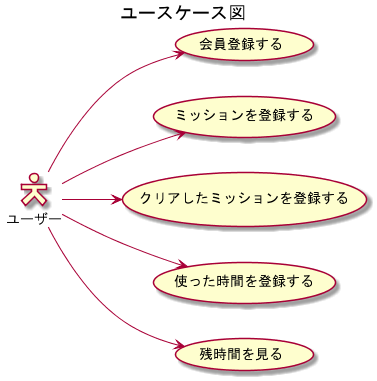 ユースケース図
会員登録する
ミッションを登録する
クリアしたミッションを登録する
ユーザー
使った時間を登録する
残時間を見る